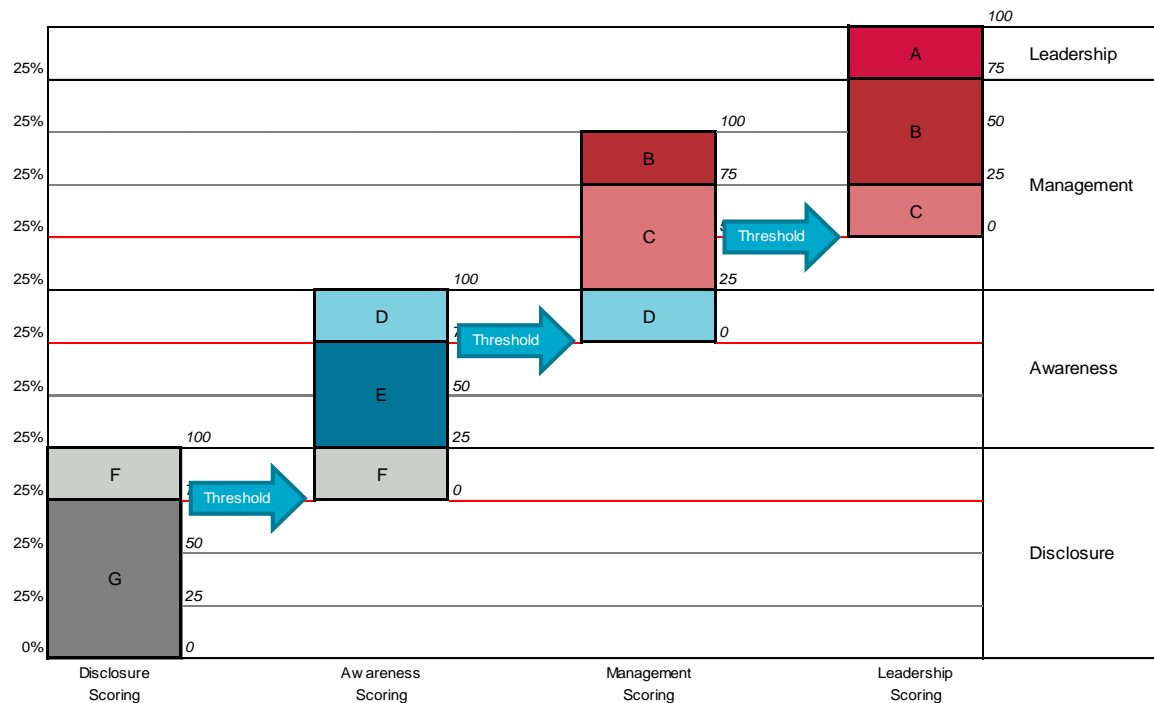 100
A
Leadership
25%
75
25%
100
50
B
B
25%
75
25
Management
C
C
25%
Threshold
0
25%
100
25
D
D
25%
Threshold
0
Awareness
E
25%
50
25%
100
25
F
F
25%
Threshold
0
25%
50
Disclosure
G
25%
25
0%
0
Disclosure
Scoring
Awareness
Scoring
Management
Scoring
Leadership
Scoring